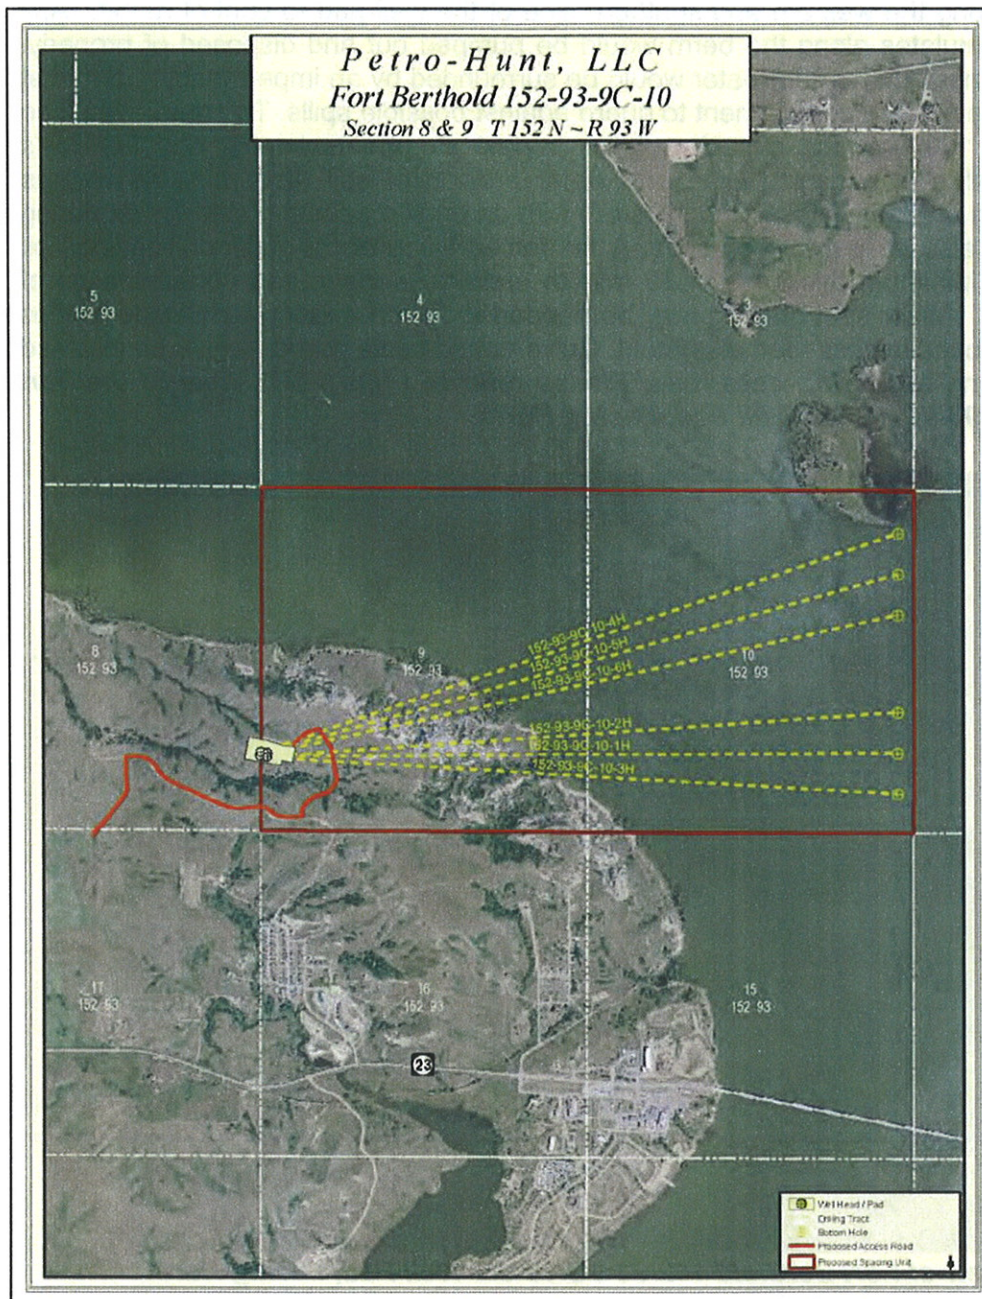 Petro-Hunt, LLC
Fort Berthold 152-93-9C-10
Section 8 & 9 T 152 N ~ R 93 W
5
152 93
4
152 93
3
152 93
152-93-9C-10-4H
152-93-9C-10-5H
152-93-9C-10-6H
8
152 93
9
152 93
10
152 93
152-93-9C-10-2H
152-93-9C-10-1H
152-93-9C-10-3H
17
152 93
16
152 93
15
152 93
23
Well Head / Pad
Drilling Tract
Bottom Hole
Proposed Access Road
Proposed Spacing Unit